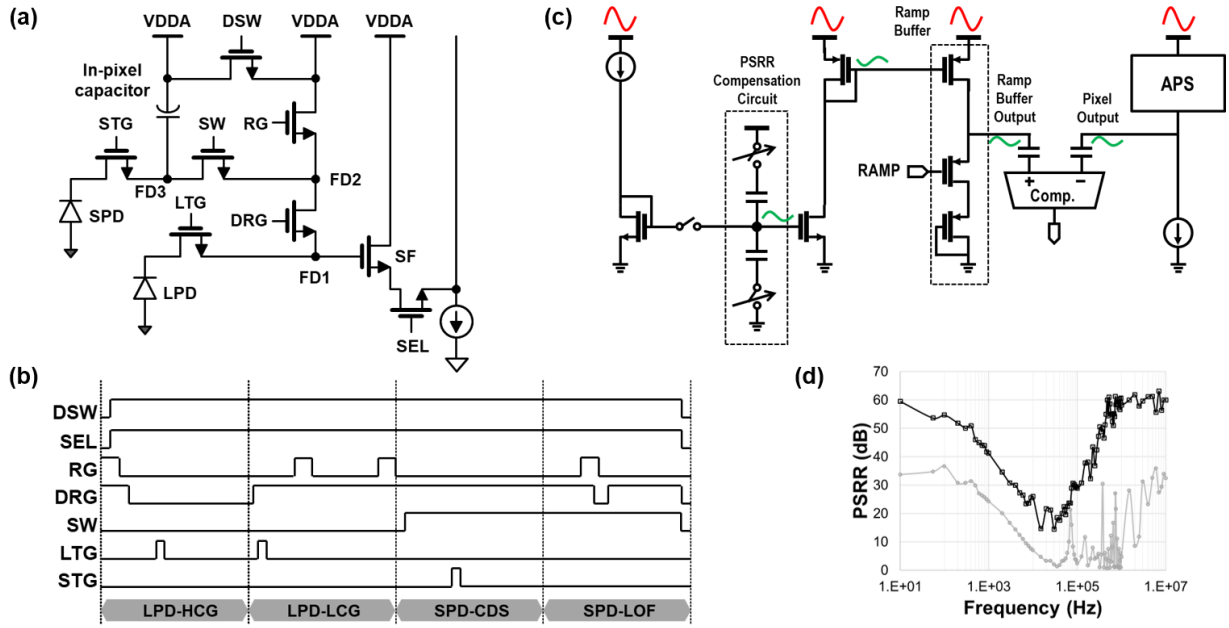 (a)
VDDA DSW VDDA VDDA
In-pixel
capacitor
STG SW RG
FD3 FD2
SPD LTG DRG
SF
FD1
LPD
SEL
(b)
DSW
SEL
RG
DRG
SW
LTG
STG
LPD-HCG LPD-LCG SPD-CDS SPD-LOF
(c)
Ramp
Buffer
PSRR
Compensation
Circuit
Ramp
Buffer
Output
Pixel
Output
APS
RAMP
+ −
Comp.
(d)
PSRR (dB)
70
60
50
40
30
20
10
0
1.E+01 1.E+03 1.E+05 1.E+07
Frequency (Hz)